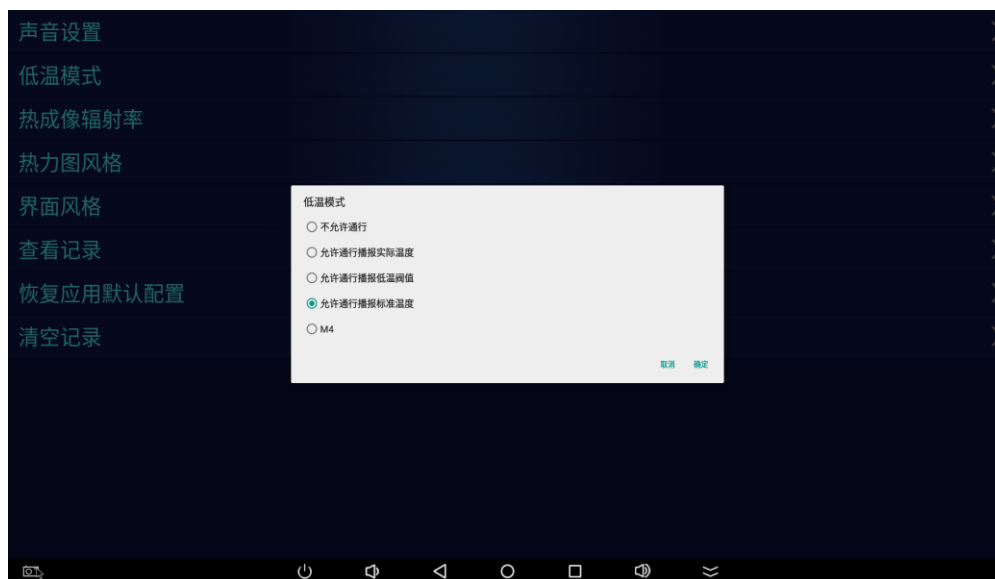 声音设置
低温模式
热成像辐射率
热力图风格
界面风格
查看记录
恢复应用默认配置
清空记录
低温模式
不允许通行
允许通行播报实际温度
允许通行播报低温阀值
允许通行播报标准温度
M4
取消 确定